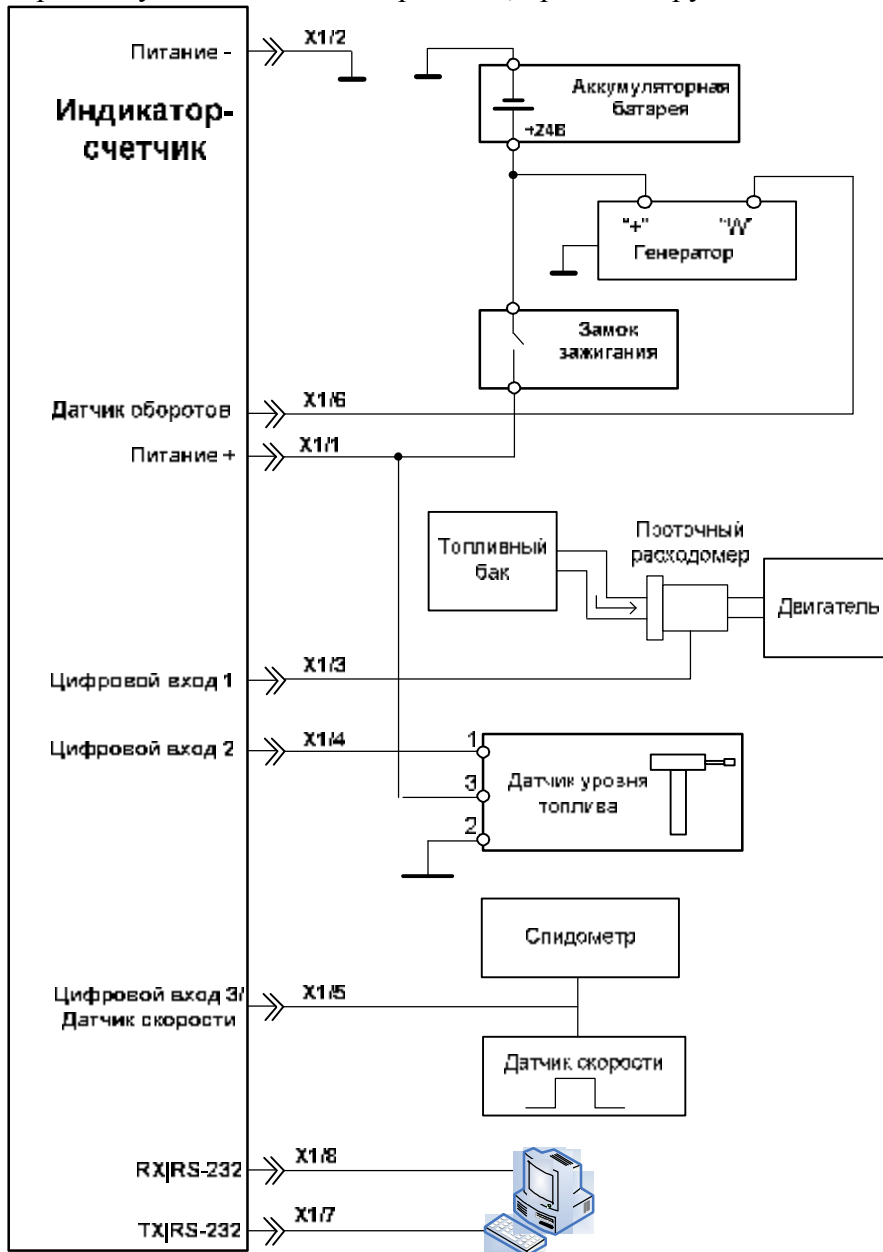 Питание -
X1/2
Индикатор-
счетчик
Аккумуляторная
батарея
+24В
"+"
"W"
Генератор
Замок
зажигания
Датчик оборотов
X1/6
Питание +
X1/1
Топливный
бак
Проточный
расходомер
Двигатель
Цифровой вход 1
X1/3
Цифровой вход 2
X1/4
1
3
2
Датчик уровня
топлива
Спидометр
Цифровой вход 3/
Датчик скорости
X1/5
Датчик скорости
RX|RS-232
X1/8
TX|RS-232
X1/7